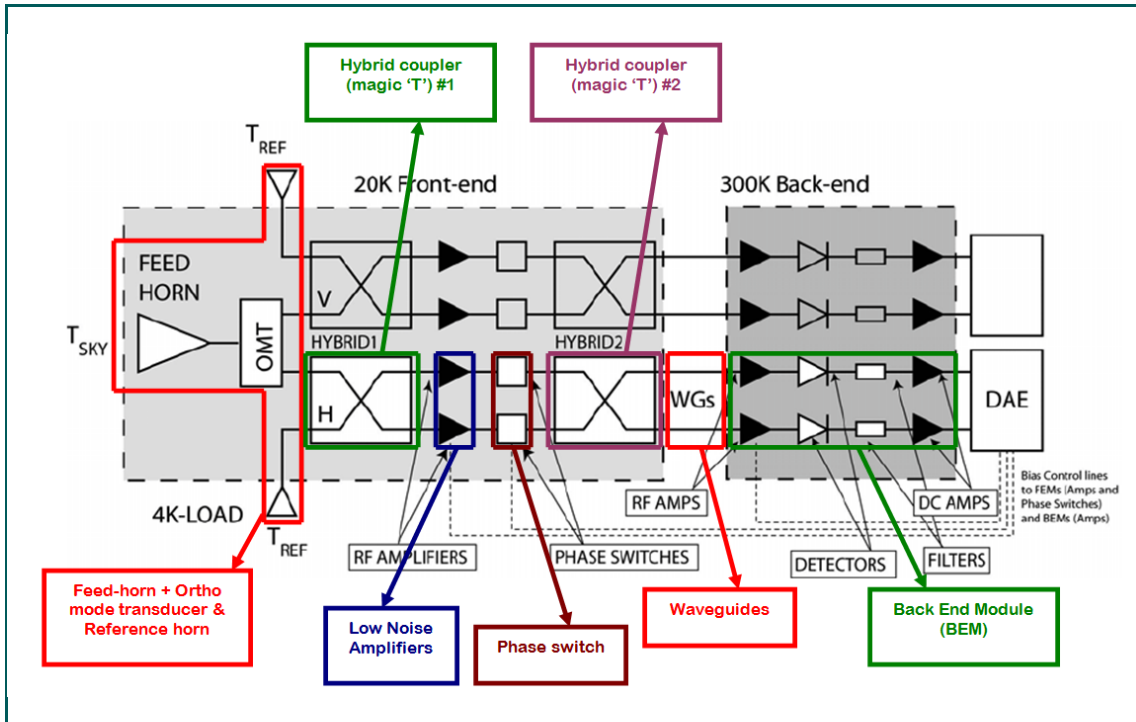 Hybrid coupler
(magic ‘T’) #1
Hybrid coupler
(magic ‘T’) #2
T REF
20K Front-end
300K Back-end
FEED
HORN
V
T SKY
OMT
HYBRID1
HYBRID2
H
WGs
DAE
4K-LOAD
T REF
RF AMPS
DC AMPS
Bias Control lines
to FEMs (Amps and
Phase Switches)
and BEMs (Amps)
RF AMPLIFIERS
PHASE SWITCHES
DETECTORS
FILTERS
Feed-horn + Ortho
mode transducer &
Reference horn
Low Noise
Amplifiers
Phase switch
Waveguides
Back End Module
(BEM)